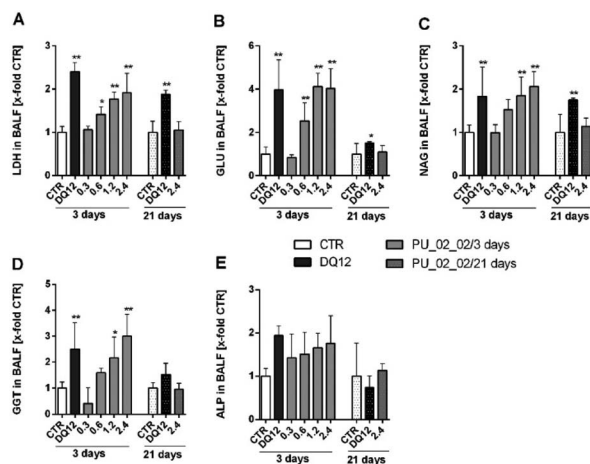 A
LDH in BALF [x-fold CTR]
3
2
1
0
** * ** ** **
CTR DQ12 0.3 0.6 1.2 2.4 CTR DQ12 2.4
3 days 21 days
B
GLU in BALF [x-fold CTR]
6
4
2
0
** ** ** ** *
CTR DQ12 0.3 0.6 1.2 2.4 CTR DQ12 2.4
3 days 21 days
C
NAG in BALF [x-fold CTR]
3
2
1
0
** ** ** **
CTR DQ12 0.3 0.6 1.2 2.4 CTR DQ12 2.4
3 days 21 days
CTR PU_02_02/3 days
DQ12 PU_02_02/21 days
D
GGT in BALF [x-fold CTR]
5
4
3
2
1
0
** * **
CTR DQ12 0.3 0.6 1.2 2.4 CTR DQ12 2.4
3 days 21 days
E
ALP in BALF [x-fold CTR]
3
2
1
0
CTR DQ12 0.3 0.6 1.2 2.4 CTR DQ12 2.4
3 days 21 days